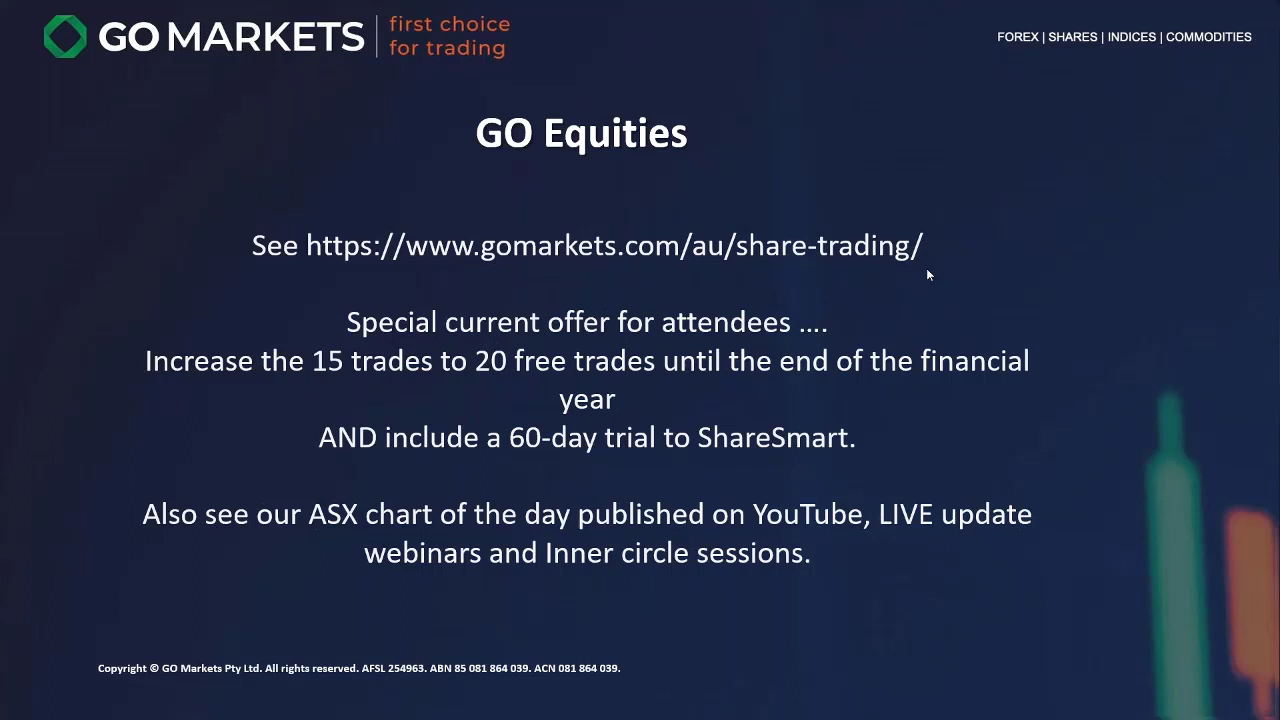 GO MARKETS
first choice
for trading
FOREX | SHARES | INDICES | COMMODITIES
GO Equities
See https://www.gomarkets.com/au/share-trading/
Special current offer for attendees ....
Increase the 15 trades to 20 free trades until the end of the financial
year
AND include a 60-day trial to ShareSmart.
Also see our ASX chart of the day published on YouTube, LIVE update
webinars and Inner circle sessions.
Copyright © GO Markets Pty Ltd. All rights reserved. AFSL 254963. ABN 85 081 864 039. ACN 081 864 039.